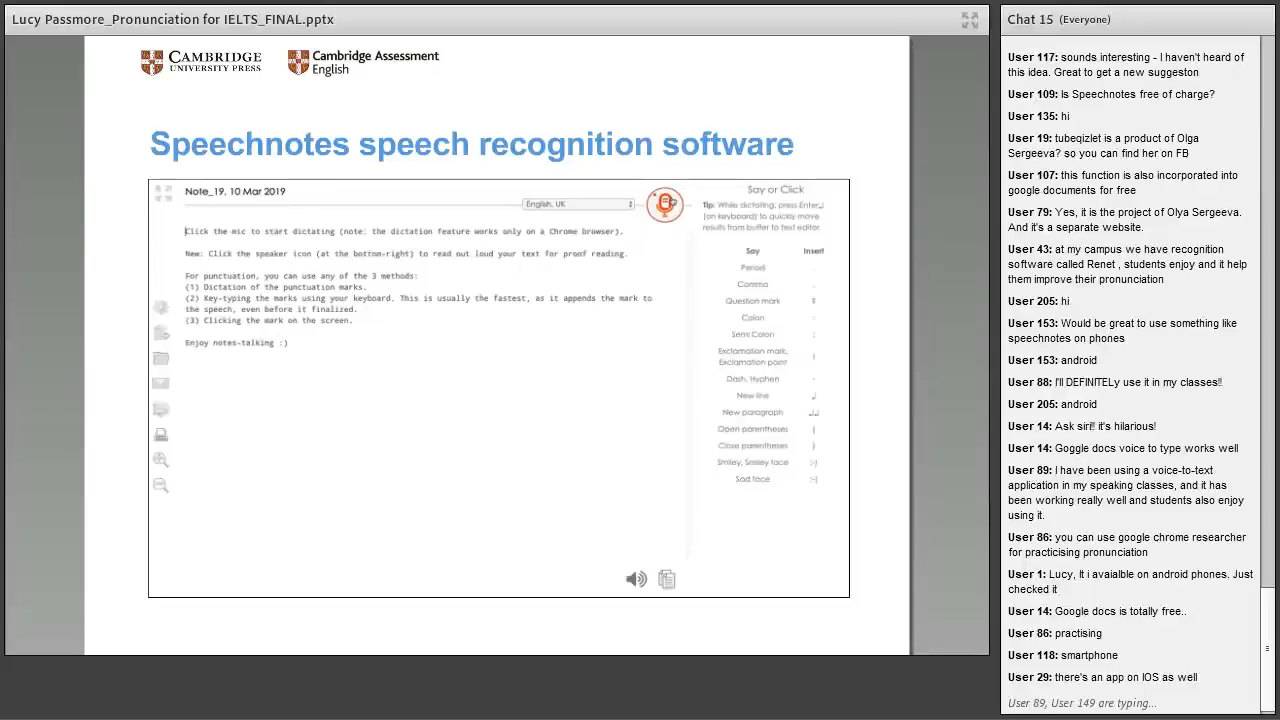 Lucy Passmore_Pronunciation for IELTS_FINAL.pptx
CAMBRIDGE
UNIVERSITY PRESS
Cambridge Assessment
English
Speechnotes speech recognition software
Note_19, 10 Mar 2019
English, UK
Click the mic to start dictating (note: the dictation feature works only on a Chrome browser).
New: Click the speaker icon (at the bottom-right) to read out loud your text for proof reading.
For punctuation, you can use any of the 3 methods:
(1) Dictation of the punctuation marks.
(2) Key-typing the marks using your keyboard. This is usually the fastest, as it appends the mark to
the speech, even before it finalized.
(3) Clicking the mark on the screen.
Enjoy notes-talking :)
Say or Click
Tip: While dictating, press Enter
(on keyboard) to quickly move
results from buffer to text editor.
Say Insert
Period .
Comma ,
Question mark ?
Colon :
Semi Colon ;
Exclamation mark, !
Exclamation point
Dash, Hyphen -
New line
New paragraph
Open parentheses (
Close parentheses )
Smiley, Smiley face :-)
Sad face :-(
Chat 15 (Everyone)
User 117: sounds interesting - I haven't heard of
this idea. Great to get a new suggeston
User 109: Is Speechnotes free of charge?
User 135: hi
User 19: tubeqizlet is a product of Olga
Sergeeva? so you can find her on FB
User 107: this function is also incorporated into
google documents for free
User 79: Yes, it is the project of Olya Sergeeva.
And it's a relevant website.
User 43: at my campus we have recognition
software called Renet , students enjoy and it help
them improve their pronunciation
User 205: hi
User 153: Would be great to use something like
speechnotes on phones
User 153: android
User 88: I'll DEFINITELy use it in my classes!!
User 205: android
User 14: Ask siri!! it's hilarious!
User 14: Goggle docs voice to type works well
User 89: I have been using a voice-to-text
application in my speaking classes, and it has
been working really well and students also enjoy
using it.
User 86: you can use google chrome researcher
for practicising pronunciation
User 1: Lucy, it i available on android phones. Just
checked it
User 14: Google docs is totally free..
User 86: practising
User 118: smartphone
User 29: there's an app on IOS as well
User 89, User 149 are typing...